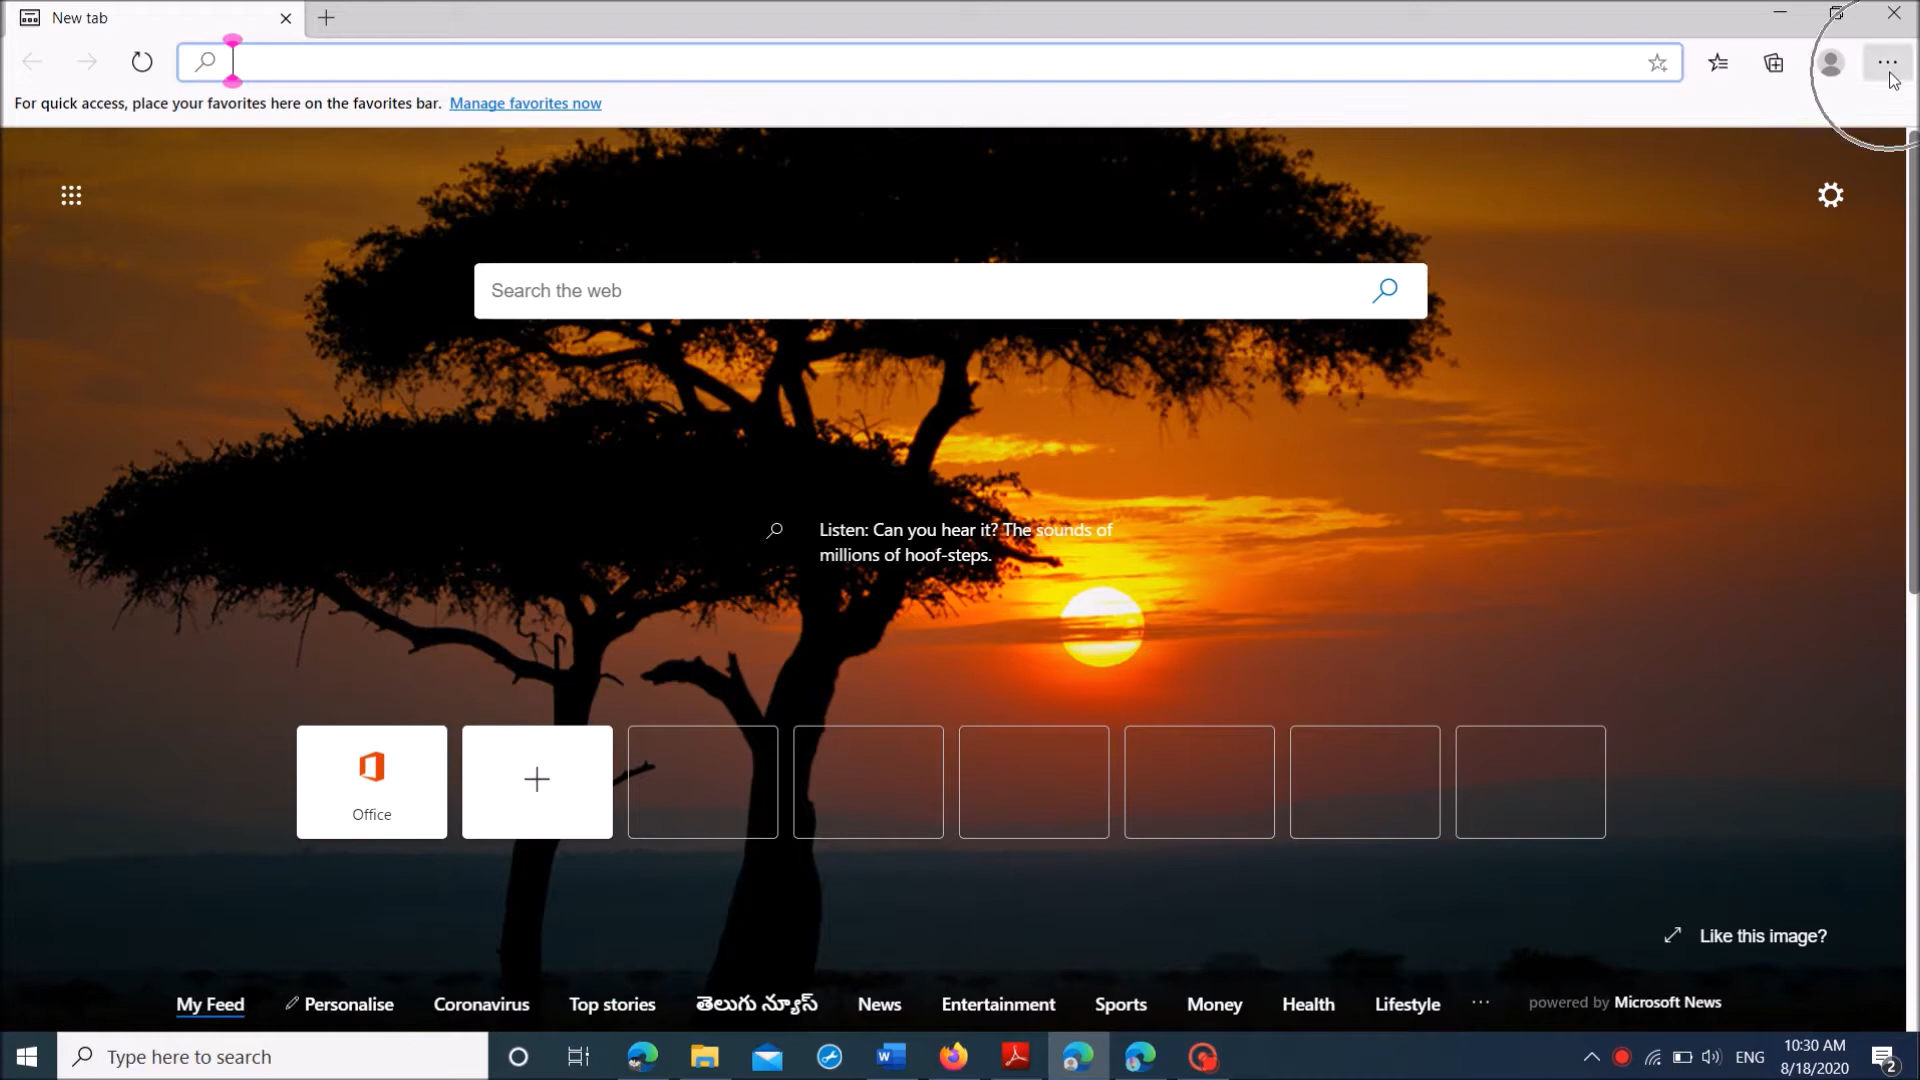 New tab
For quick access, place your favorites here on the favorites bar. Manage favorites now
Search the web
Listen: Can you hear it? The sounds of
millions of hoof-steps.
Office
Like this image?
My Feed Personalise Coronavirus Top stories తెలుగు న్యూస్ News Entertainment Sports Money Health Lifestyle ... powered by Microsoft News
Type here to search
ENG
10:30 AM
8/18/2020
2